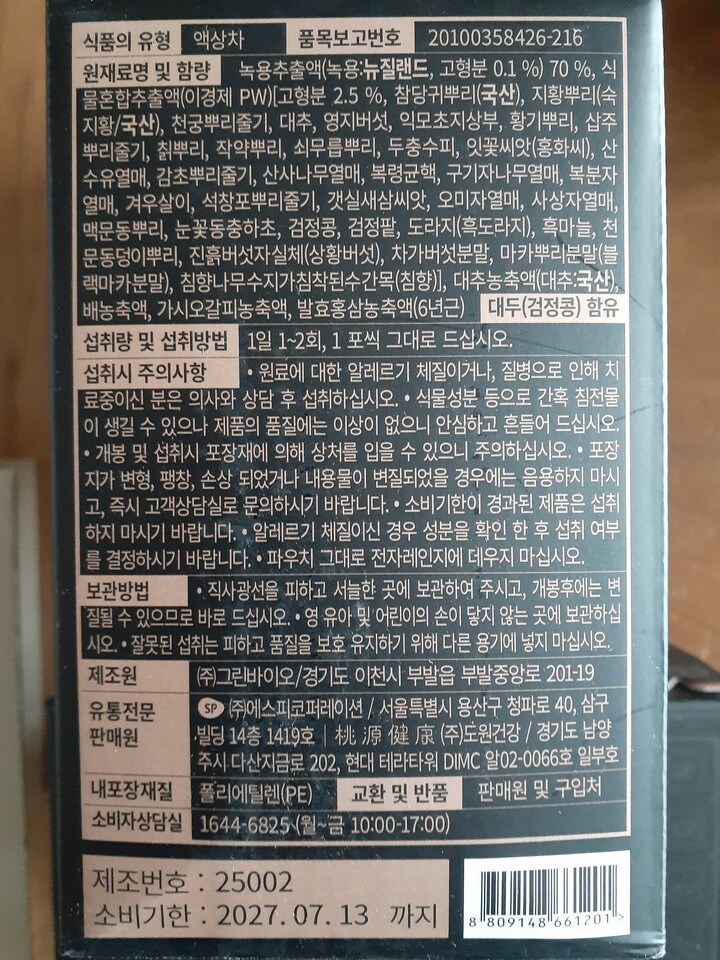 식품의 유형 액상차 품목보고번호 20100358426-216
원재료명 및 함량 녹용추출액(녹용:뉴질랜드, 고형분 0.1 %) 70 %, 식
물혼합추출액(이경제 PW)[고형분 2.5 %, 참당귀뿌리(국산), 지황뿌리(숙
지황/국산), 천궁뿌리줄기, 대추, 영지버섯, 익모초지상부, 황기뿌리, 삽주
뿌리줄기, 칡뿌리, 작약뿌리, 쇠무릅뿌리, 두충수피, 잇꽃씨앗(홍화씨), 산
수유열매, 감초뿌리줄기, 산사나무열매, 복령균핵, 구기자나무열매, 복분자
열매, 겨우살이, 석창포뿌리줄기, 갯실새삼씨앗, 오미자열매, 사상자열매,
맥문동뿌리, 눈꽃동충하초, 검정콩, 검정팥, 도라지(흑도라지), 흑마늘, 천
문동덩이뿌리, 진흙버섯자실체(상황버섯), 차가버섯분말, 마카뿌리분말(블
랙마카분말), 침향나무수지가침착된수간목(침향)], 대추농축액(대추:국산),
배농축액, 가시오갈피농축액, 발효홍삼농축액(6년근) 대두(검정콩) 함유
섭취량 및 섭취방법 1일 1~2회, 1 포씩 그대로 드십시오.
섭취시 주의사항 • 원료에 대한 알레르기 체질이거나, 질병으로 인해 치
료중이신 분은 의사와 상담 후 섭취하십시오. • 식물성분 등으로 간혹 침전물
이 생길 수 있으나 제품의 품질에는 이상이 없으니 안심하고 흔들어 드십시오.
• 개봉 및 섭취시 포장재에 의해 상처를 입을 수 있으니 주의하십시오. • 포장
지가 변형, 팽창, 손상 되었거나 내용물이 변질되었을 경우에는 음용하지 마시
고, 즉시 고객상담실로 문의하시기 바랍니다. • 소비기한이 경과된 제품은 섭취
하지 마시기 바랍니다. • 알레르기 체질이신 경우 성분을 확인 한 후 섭취 여부
를 결정하시기 바랍니다. • 파우치 그대로 전자레인지에 데우지 마십시오.
보관방법 • 직사광선을 피하고 서늘한 곳에 보관하여 주시고, 개봉후에는 변
질될 수 있으므로 바로 드십시오. • 영 유아 및 어린이의 손이 닿지 않는 곳에 보관하십
시오. • 잘못된 섭취는 피하고 품질을 보호 유지하기 위해 다른 용기에 넣지 마십시오.
제조원 (주)그린바이오/경기도 이천시 부발읍 부발중앙로 201-19
유통전문 SP (주)에스피코퍼레이션 / 서울특별시 용산구 청파로 40, 삼구
판매원 빌딩 14층 1419호 | 桃源健康 (주)도원건강 / 경기도 남양
주시 다산지금로 202, 현대 테라타워 DIMC 알02-0066호 일부호
내포장재질 폴리에틸렌(PE) 교환 및 반품 판매원 및 구입처
소비자상담실 1644-6825 (월~금 10:00-17:00)
제조번호 : 25002
소비기한 : 2027. 07. 13 까지
8 809148 661201 >